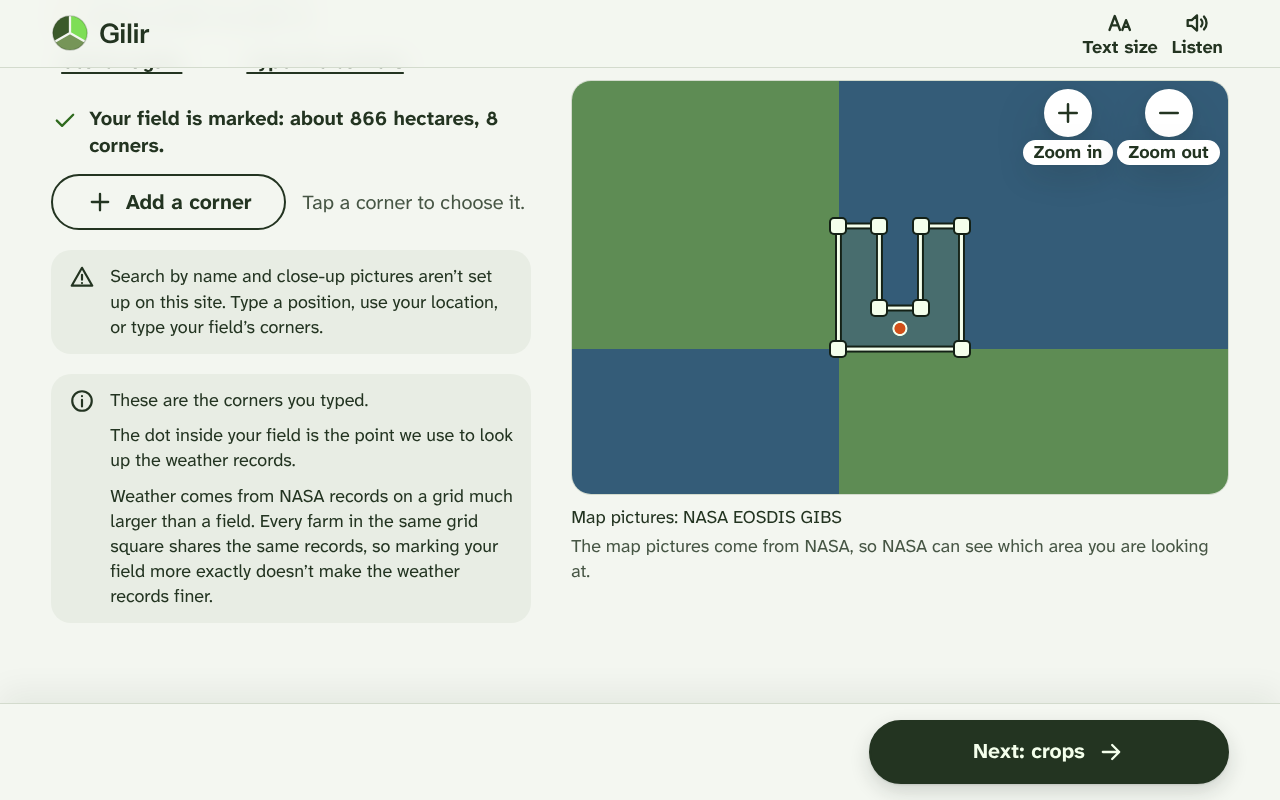 Gilir
Text size
Listen
Your field is marked: about 866 hectares, 8
corners.
Add a corner
Tap a corner to choose it.
Search by name and close-up pictures aren’t set
up on this site. Type a position, use your location,
or type your field’s corners.
These are the corners you typed.
The dot inside your field is the point we use to look
up the weather records.
Weather comes from NASA records on a grid much
larger than a field. Every farm in the same grid
square shares the same records, so marking your
field more exactly doesn’t make the weather
records finer.
Zoom in
Zoom out
Map pictures: NASA EOSDIS GIBS
The map pictures come from NASA, so NASA can see which area you are looking
at.
Next: crops